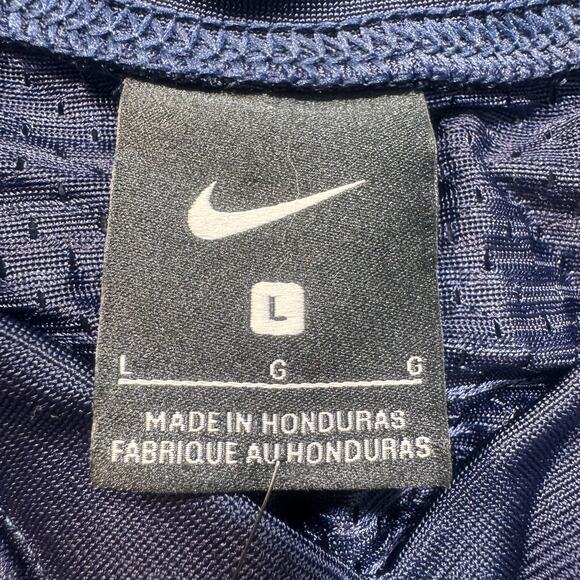 L
L G G
MADE IN HONDURAS
FABRIQUE AU HONDURAS